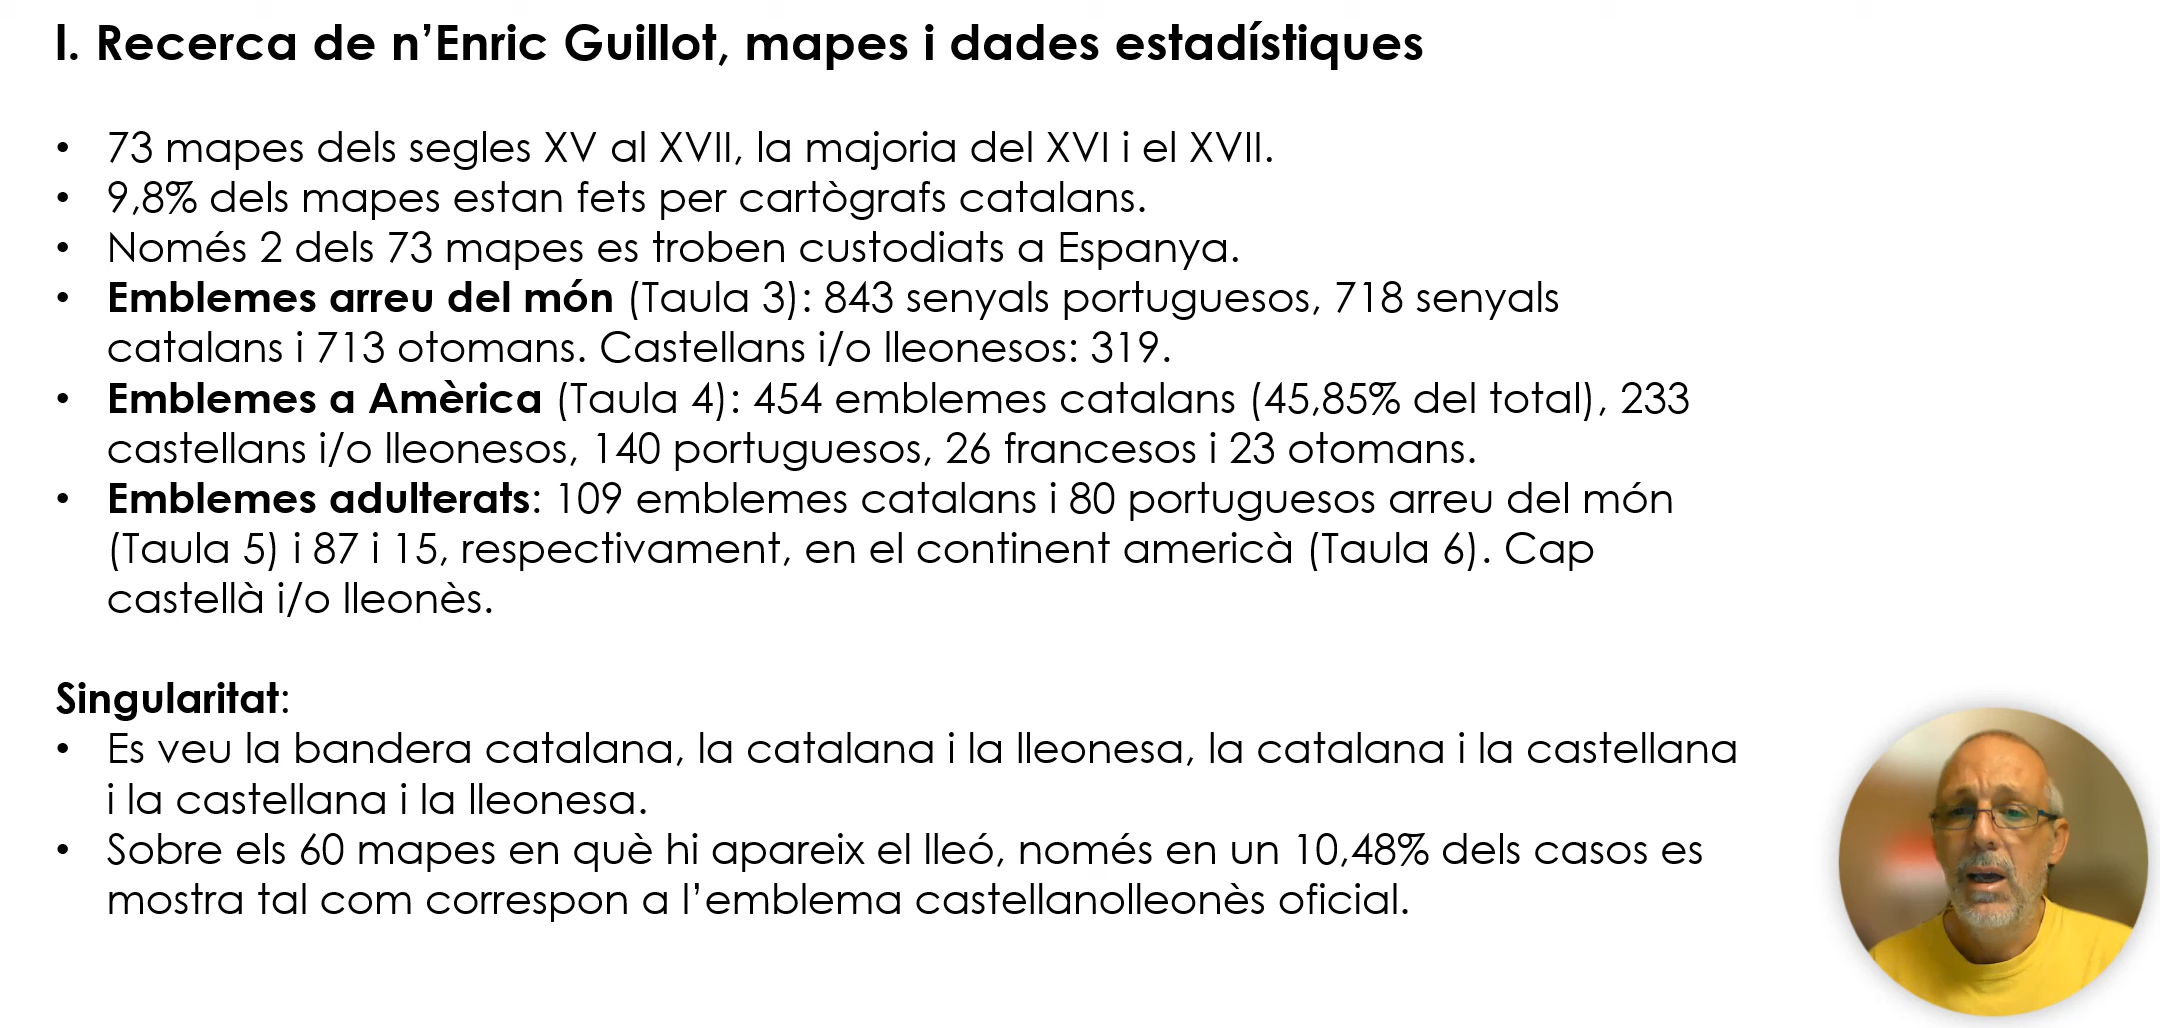 I. Recerca de n’Enric Guillot, mapes i dades estadístiques
• 73 mapes dels segles XV al XVII, la majoria del XVI i el XVII.
• 9,8% dels mapes estan fets per cartògrafs catalans.
• Només 2 dels 73 mapes es troben custodiats a Espanya.
• Emblemes arreu del món (Taula 3): 843 senyals portuguesos, 718 senyals
catalans i 713 otomans. Castellans i/o lleonesos: 319.
• Emblemes a Amèrica (Taula 4): 454 emblemes catalans (45,85% del total), 233
castellans i/o lleonesos, 140 portuguesos, 26 francesos i 23 otomans.
• Emblemes adulterats: 109 emblemes catalans i 80 portuguesos arreu del món
(Taula 5) i 87 i 15, respectivament, en el continent americà (Taula 6). Cap
castellà i/o lleonès.
Singularitat:
• Es veu la bandera catalana, la catalana i la lleonesa, la catalana i la castellana
i la castellana i la lleonesa.
• Sobre els 60 mapes en què hi apareix el lleó, només en un 10,48% dels casos es
mostra tal com correspon a l’emblema castellanolleonès oficial.